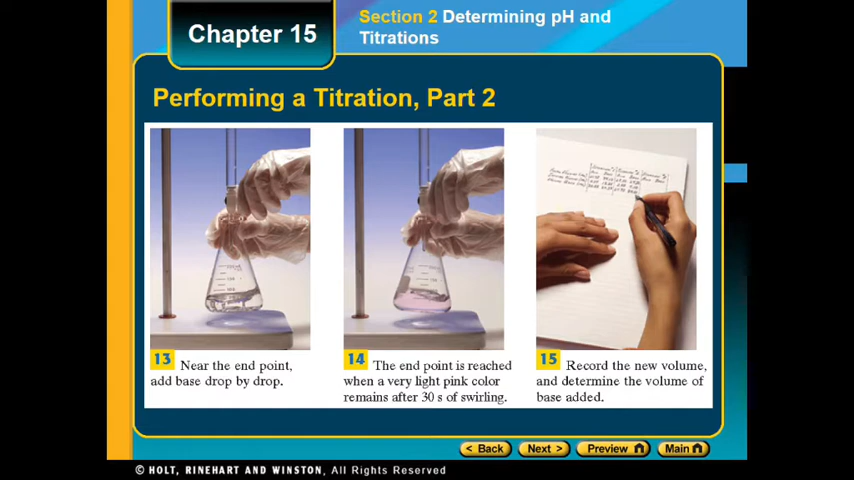 Chapter 15
Section 2 Determining pH and
Titrations
Performing a Titration, Part 2
13 Near the end point,
add base drop by drop.
14 The end point is reached
when a very light pink color
remains after 30 s of swirling.
15 Record the new volume,
and determine the volume of
base added.
< Back
Next >
Preview
Main
© HOLT, RINEHART AND WINSTON, All Rights Reserved